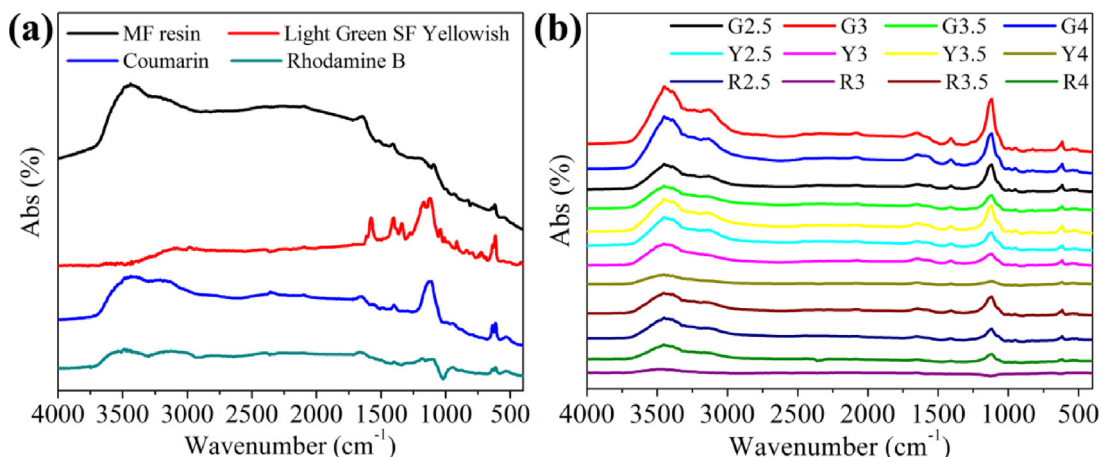 (a)
MF resin
Light Green SF Yellowish
Coumarin
Rhodamine B
Abs (%)
4000 3500 3000 2500 2000 1500 1000 500
Wavenumber (cm-1)
(b)
G2.5 G3 G3.5 G4
Y2.5 Y3 Y3.5 Y4
R2.5 R3 R3.5 R4
Abs (%)
4000 3500 3000 2500 2000 1500 1000 500
Wavenumber (cm-1)